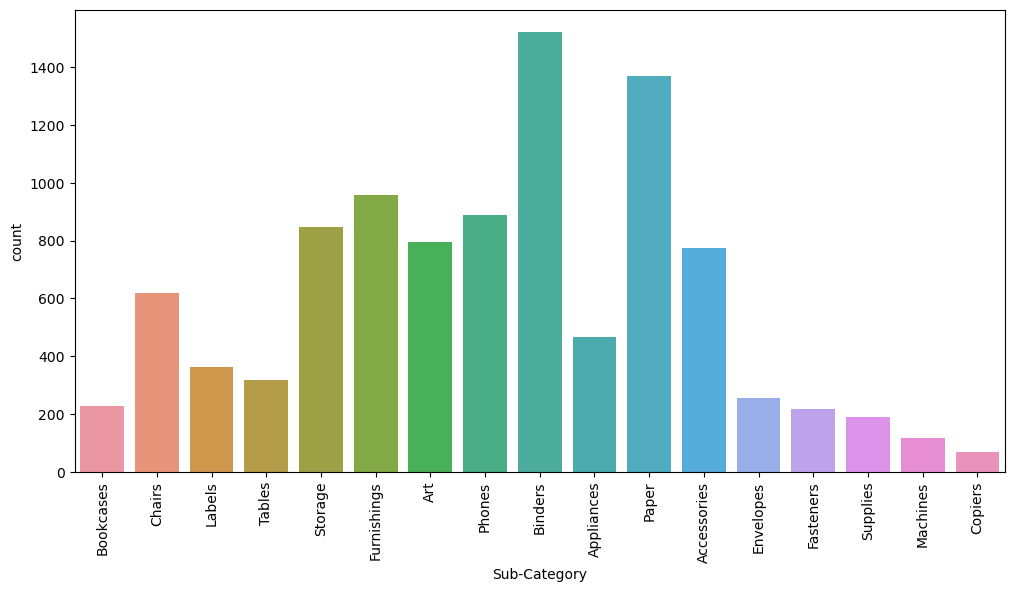 1400
1200
1000
800
600
400
200
0
count
Bookcases
Chairs
Labels
Tables
Storage
Furnishings
Art
Phones
Binders
Appliances
Paper
Accessories
Envelopes
Fasteners
Supplies
Machines
Copiers
Sub-Category